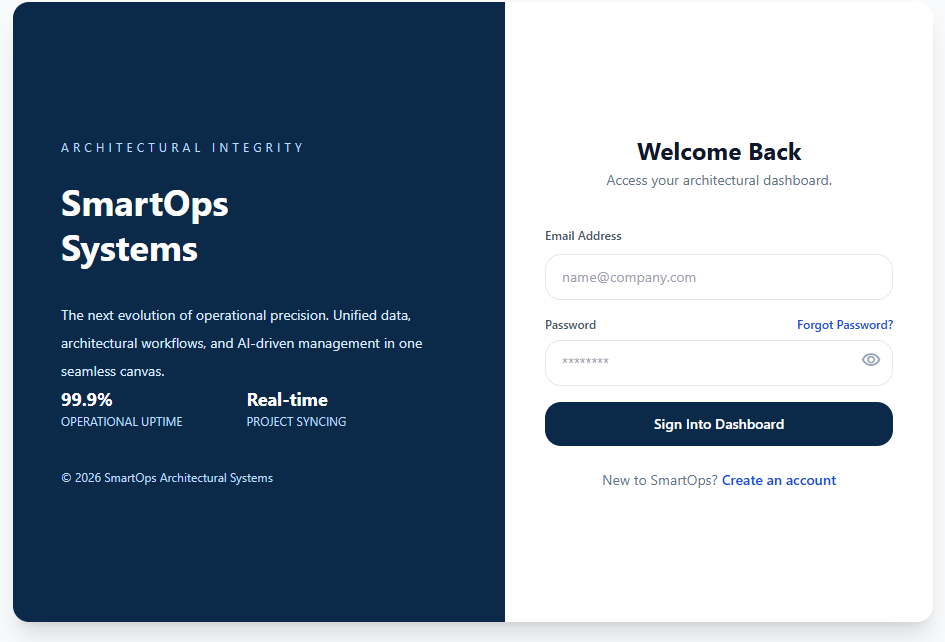 ARCHITECTURAL INTEGRITY
SmartOps
Systems
The next evolution of operational precision. Unified data,
architectural workflows, and AI-driven management in one
seamless canvas.
99.9%
OPERATIONAL UPTIME
Real-time
PROJECT SYNCING
© 2026 SmartOps Architectural Systems
Welcome Back
Access your architectural dashboard.
Email Address
name@company.com
Password
Forgot Password?
********
Sign Into Dashboard
New to SmartOps? Create an account